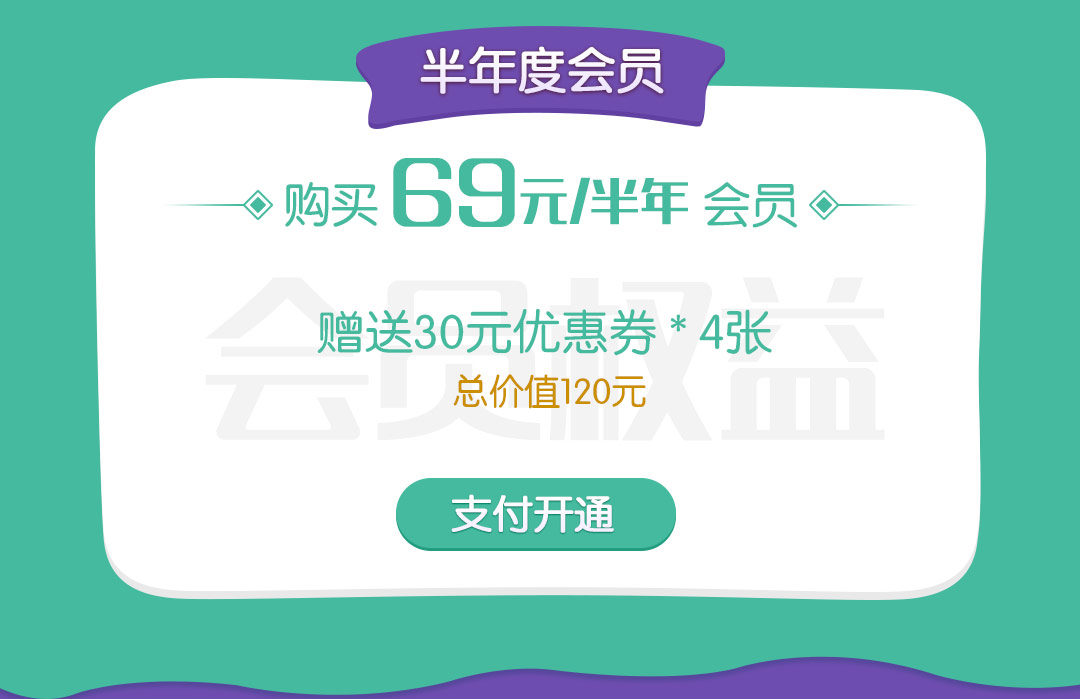 半年度会员
购买69元/半年 会员
会员权益
赠送30元优惠券 * 4张
总价值120元
支付开通